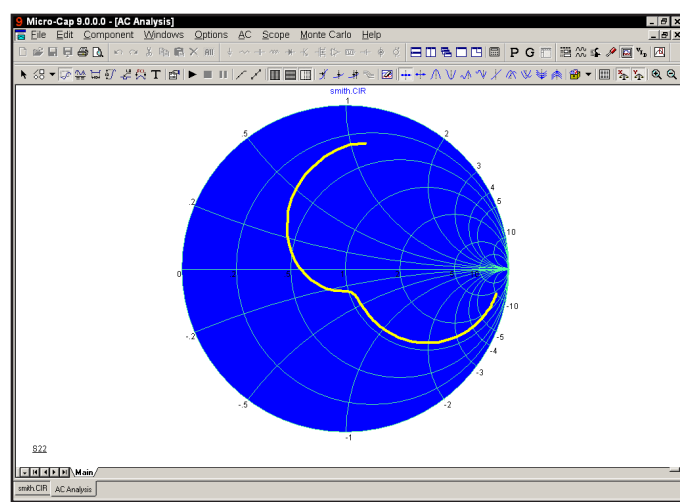 9 Micro-Cap 9.0.0.0 - [AC Analysis]
File Edit Component Windows Options AC Scope Monte Carlo Help
All P G
T
smith.CIR
1
.5 2
3
4
.2 5
10
0
-10
-.2 -5
-4
-3
-.5 -2
-1
S22
Main
smith.CIR AC Analysis